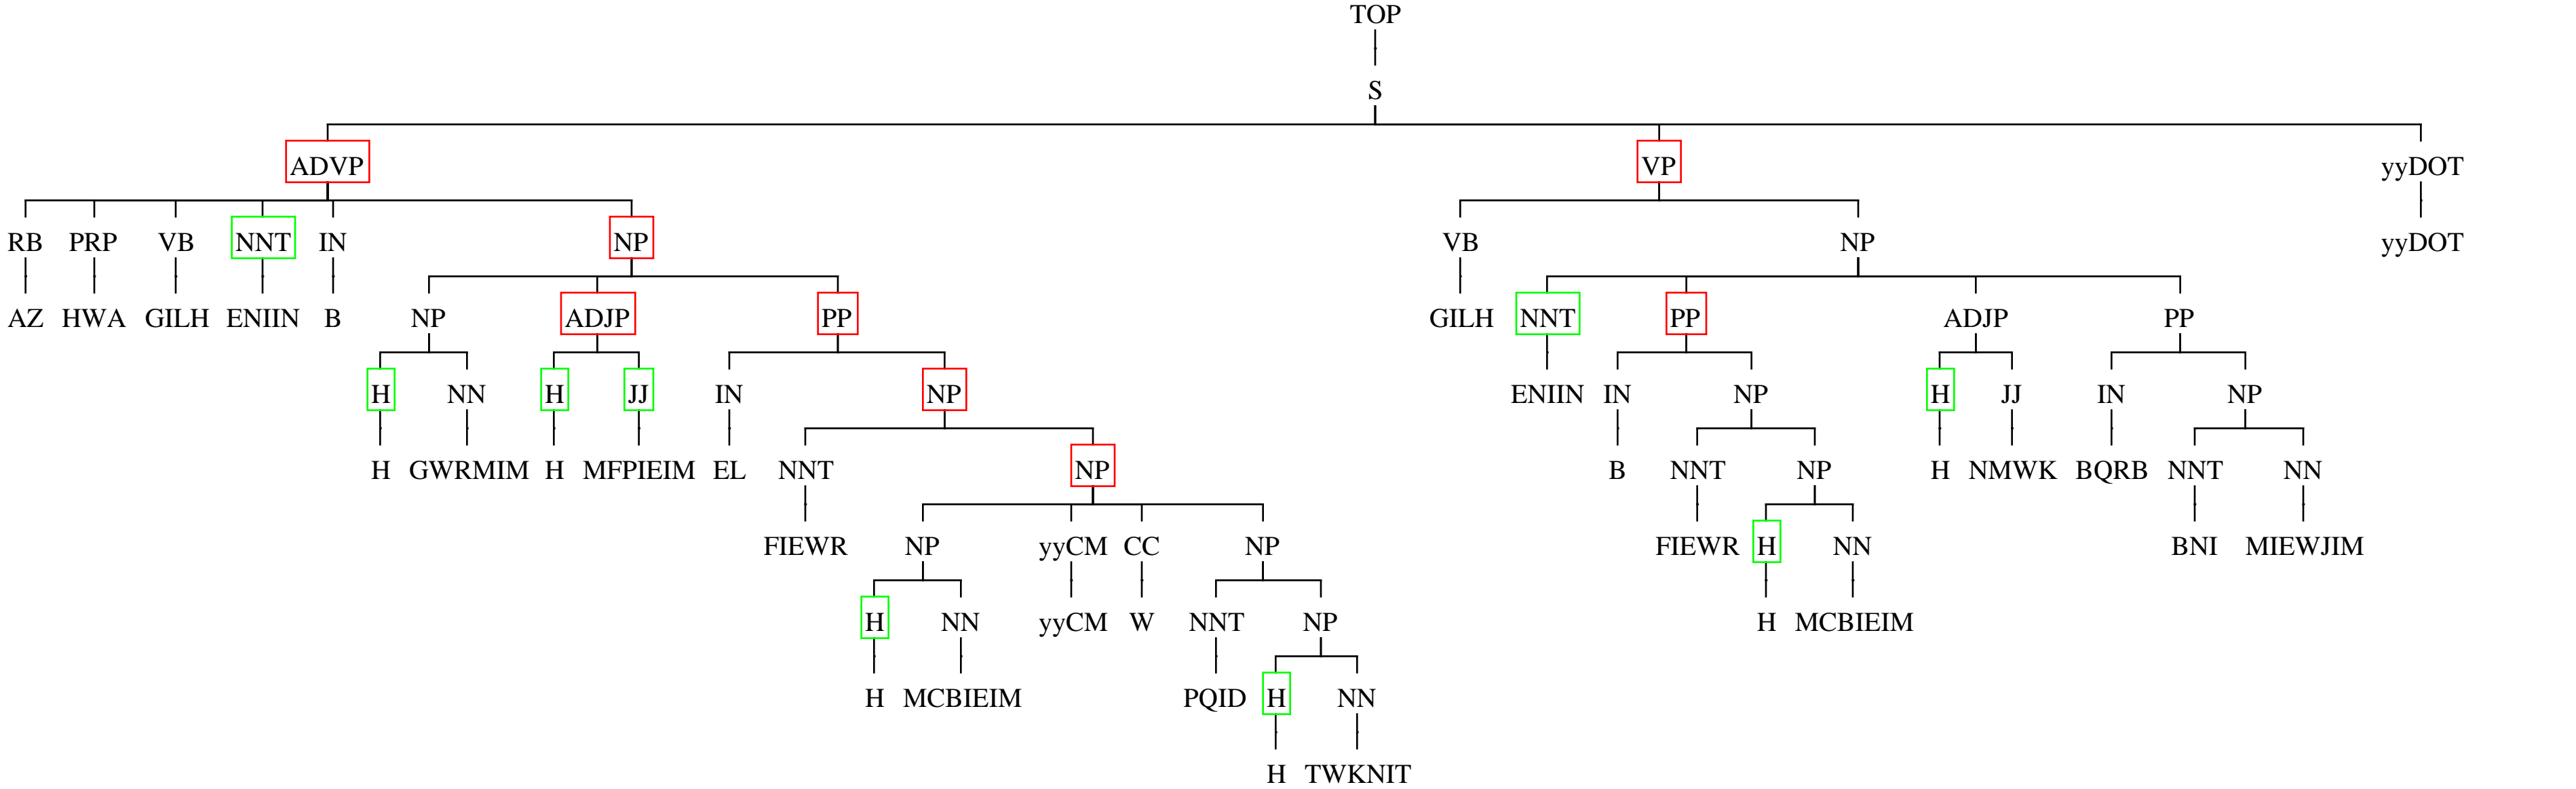 TOP
S
ADVP VP yyDOT
RB PRP VB NNT IN NP VB NP yyDOT
AZ HWA GILH ENIIN B NP ADJP PP GILH NNT PP ADJP PP
H NN H JJ IN NP ENIIN IN NP H JJ IN NP
H GWRMIM H MFPIEIM EL NNT NP B NNT NP H NMWK BQRB NNT NN
FIEWR NP yyCM CC NP FIEWR H NN BNI MIEWJIM
H NN yyCM W NNT NP H MCBIEIM
H MCBIEIM PQID H NN
H TWKNIT